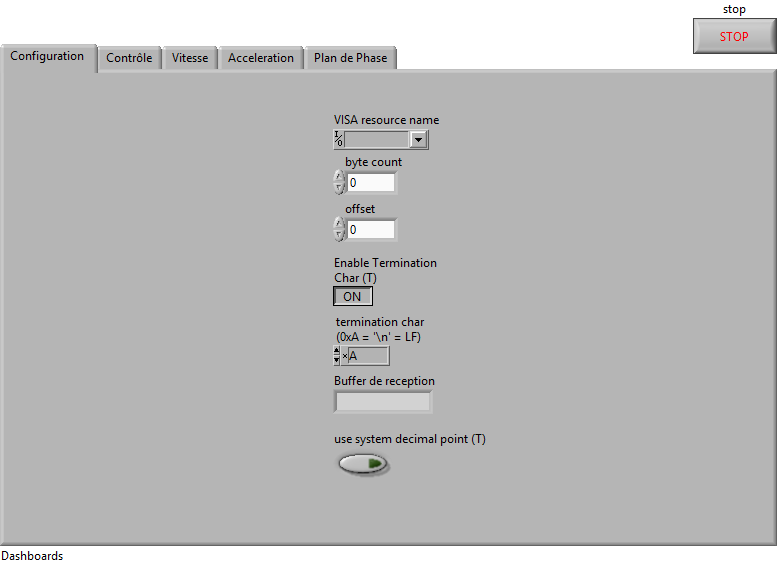 stop
STOP
Configuration
Contrôle
Vitesse
Acceleration
Plan de Phase
VISA resource name
I/O
byte count
0
offset
0
Enable Termination
Char (T)
ON
termination char
(0xA = '\n' = LF)
×A
Buffer de reception
use system decimal point (T)
Dashboards